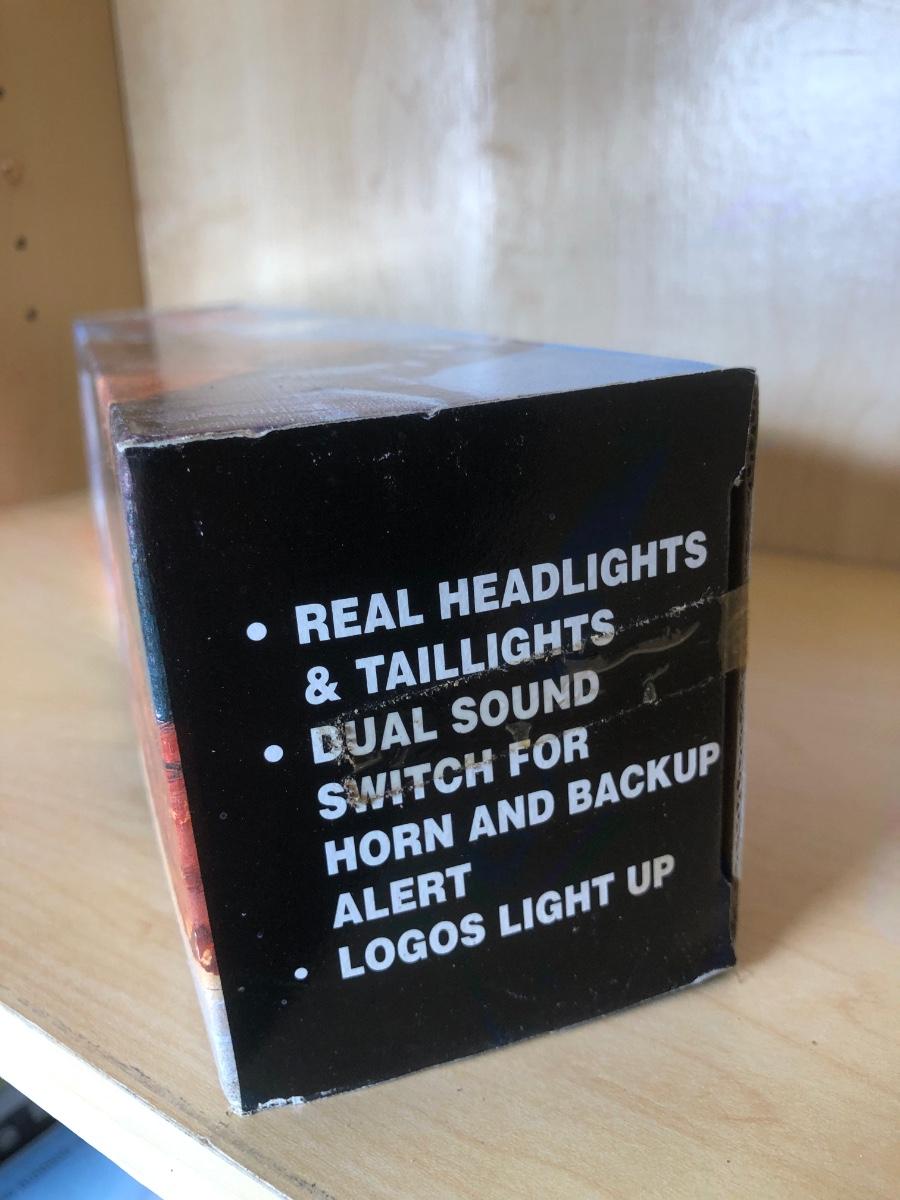 • REAL HEADLIGHTS
& TAILLIGHTS
• DUAL SOUND
SWITCH FOR
HORN AND BACKUP
ALERT
• LOGOS LIGHT UP